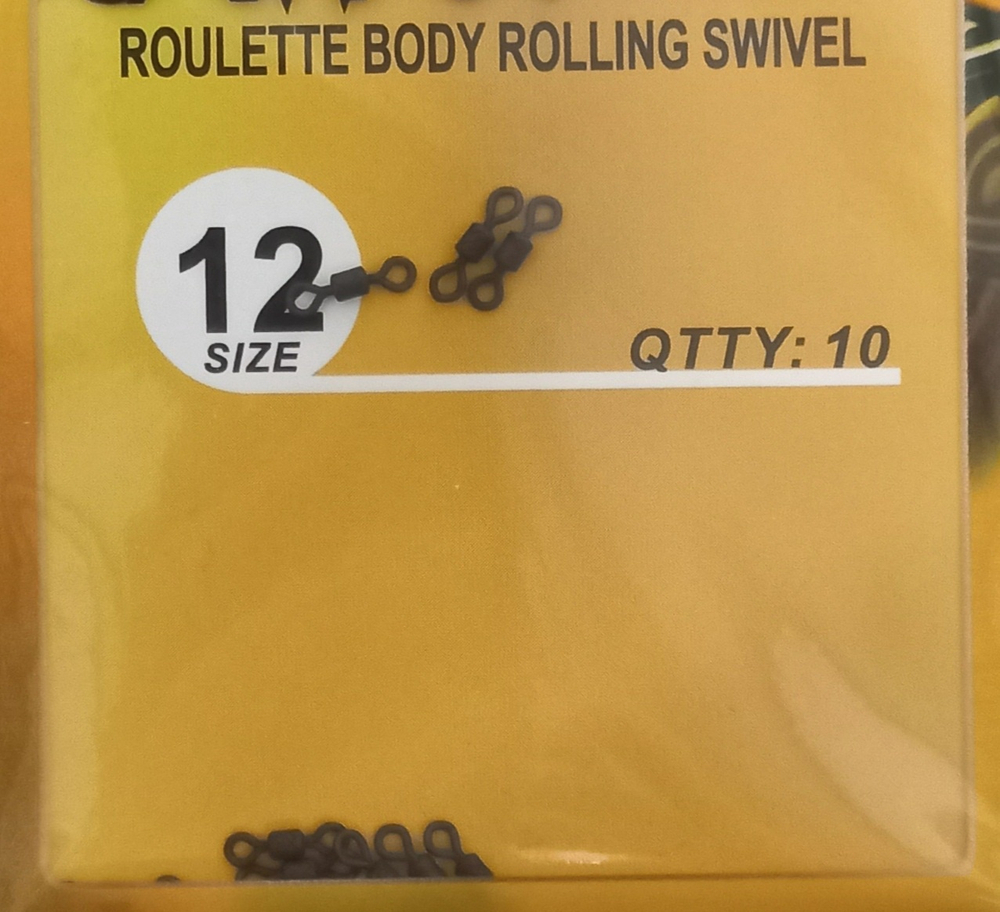 ROULETTE BODY ROLLING SWIVEL
12
SIZE
QTTY: 10